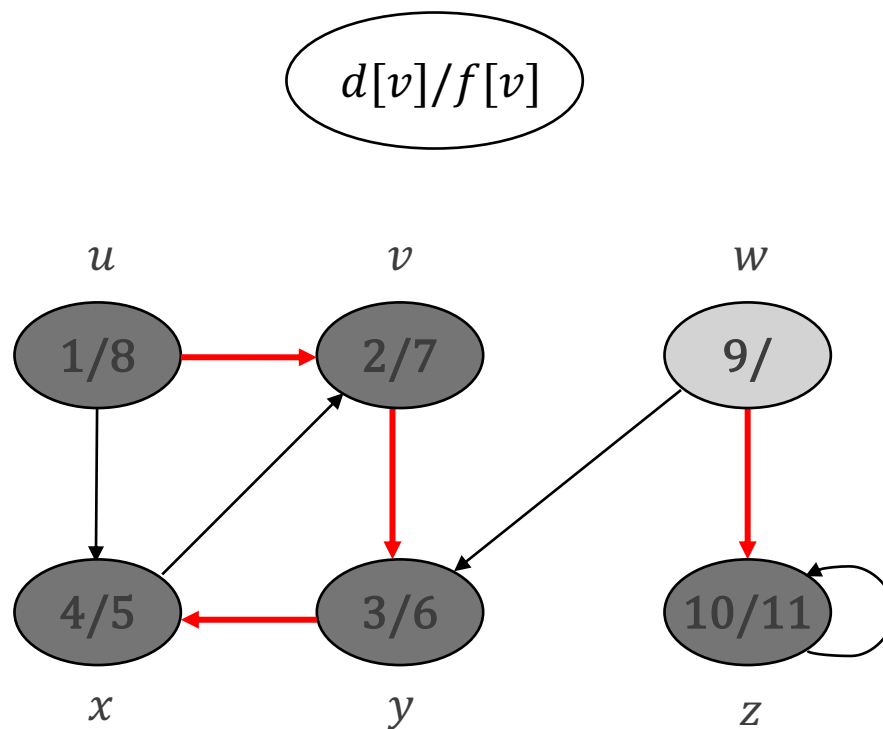 d[v]/f[v]
u v w
1/8 2/7 9/
4/5 3/6 10/11
x y z